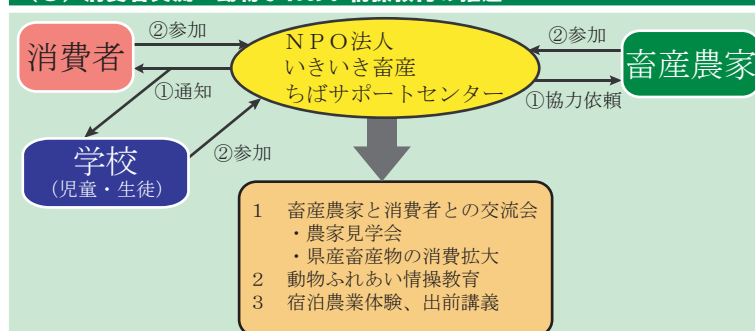 ②参加
消費者
①通知
学校
（児童・生徒）
②参加
ＮＰＯ法人
いきいき畜産
ちばサポートセンター
②参加
畜産農家
①協力依頼
１　畜産農家と消費者との交流会
・農家見学会
・県産畜産物の消費拡大
２　動物ふれあい情操教育
３　宿泊農業体験、出前講義